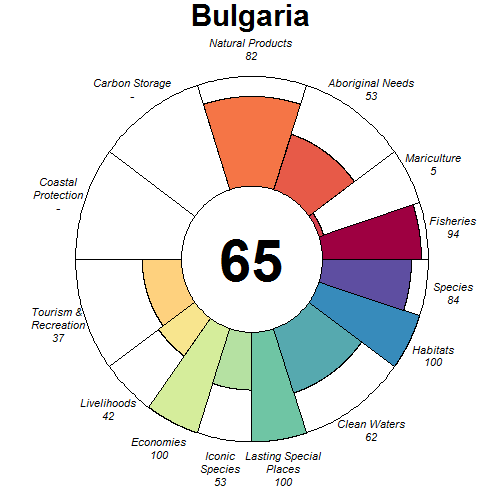 Bulgaria
Natural Products
82
Carbon Storage
-
Aboriginal Needs
53
Mariculture
5
Coastal
Protection
-
Fisheries
94
65
Species
84
Tourism &
Recreation
37
Habitats
100
Livelihoods
42
Clean Waters
62
Economies
100
Iconic
Species
53
Lasting Special
Places
100